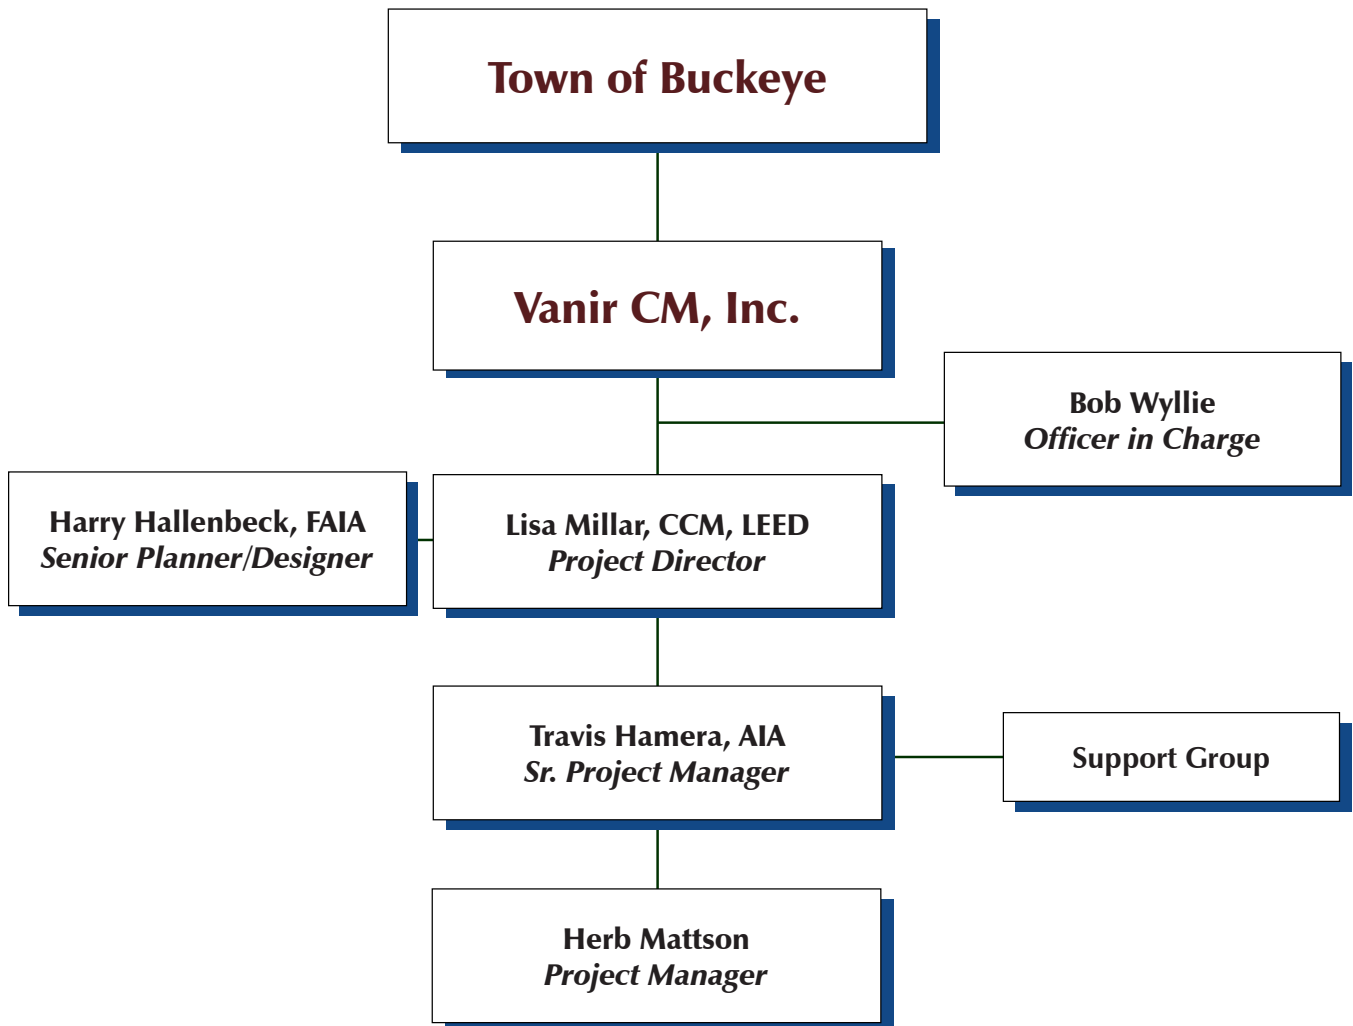 Town of Buckeye
Vanir CM, Inc.
Bob Wyllie
Officer in Charge
Harry Hallenbeck, FAIA
Senior Planner/Designer
Lisa Millar, CCM, LEED
Project Director
Travis Hamera, AIA
Sr. Project Manager
Support Group
Herb Mattson
Project Manager